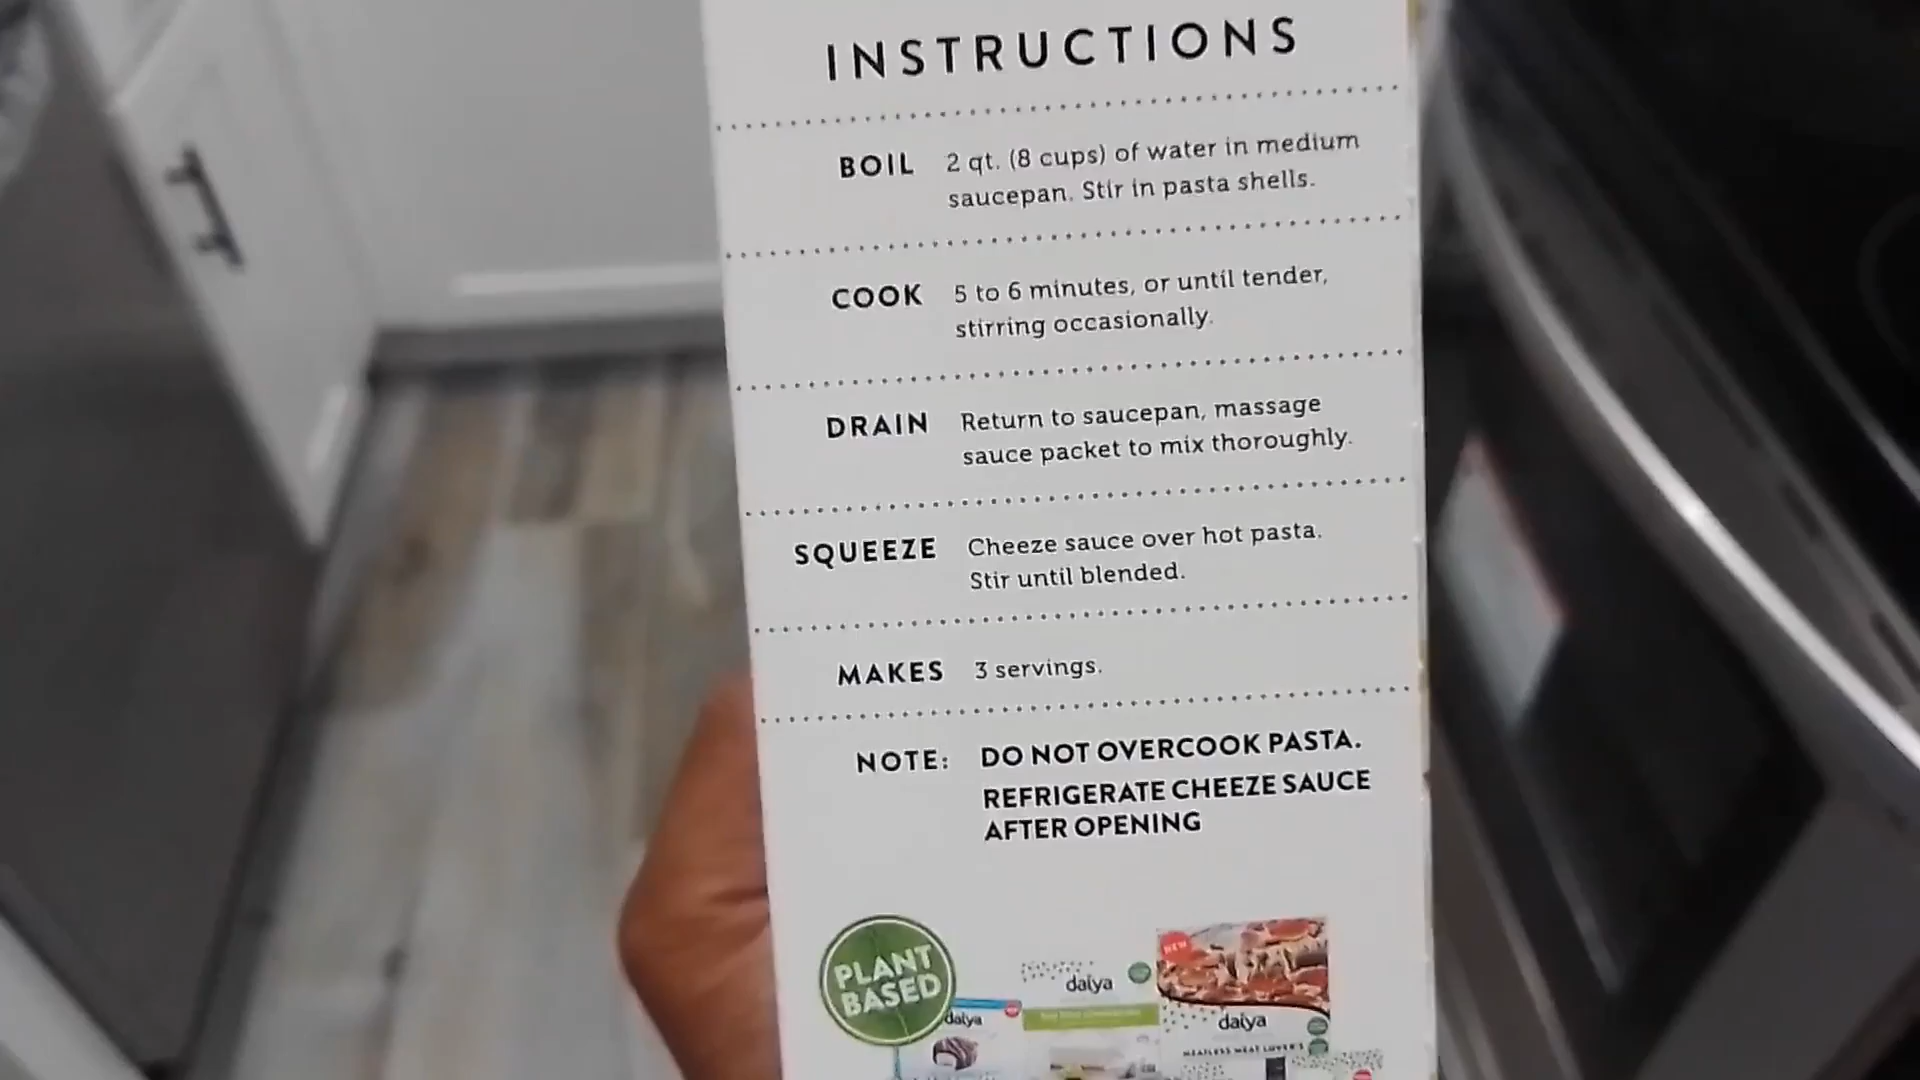 INSTRUCTIONS
BOIL 2 qt. (8 cups) of water in medium
saucepan. Stir in pasta shells.
COOK 5 to 6 minutes, or until tender,
stirring occasionally.
DRAIN Return to saucepan, massage
sauce packet to mix thoroughly.
SQUEEZE Cheeze sauce over hot pasta.
Stir until blended.
MAKES 3 servings.
NOTE: DO NOT OVERCOOK PASTA.
REFRIGERATE CHEEZE SAUCE
AFTER OPENING
PLANT
BASED
daiya
daiya
NEW
daiya
MEATLESS MEAT LOVER'S